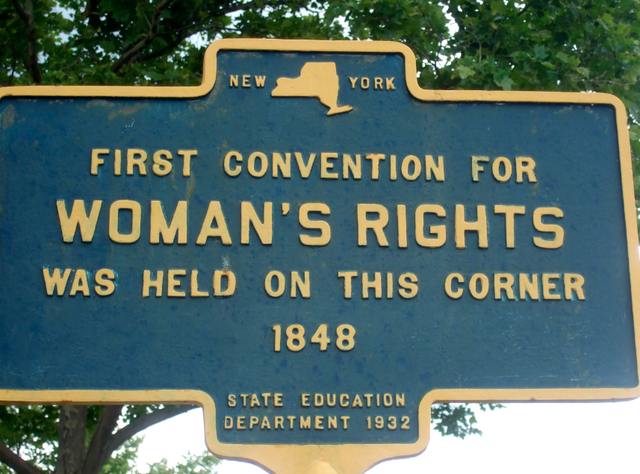 NEW YORK
FIRST CONVENTION FOR
WOMAN'S RIGHTS
WAS HELD ON THIS CORNER
1848
STATE EDUCATION
DEPARTMENT 1932